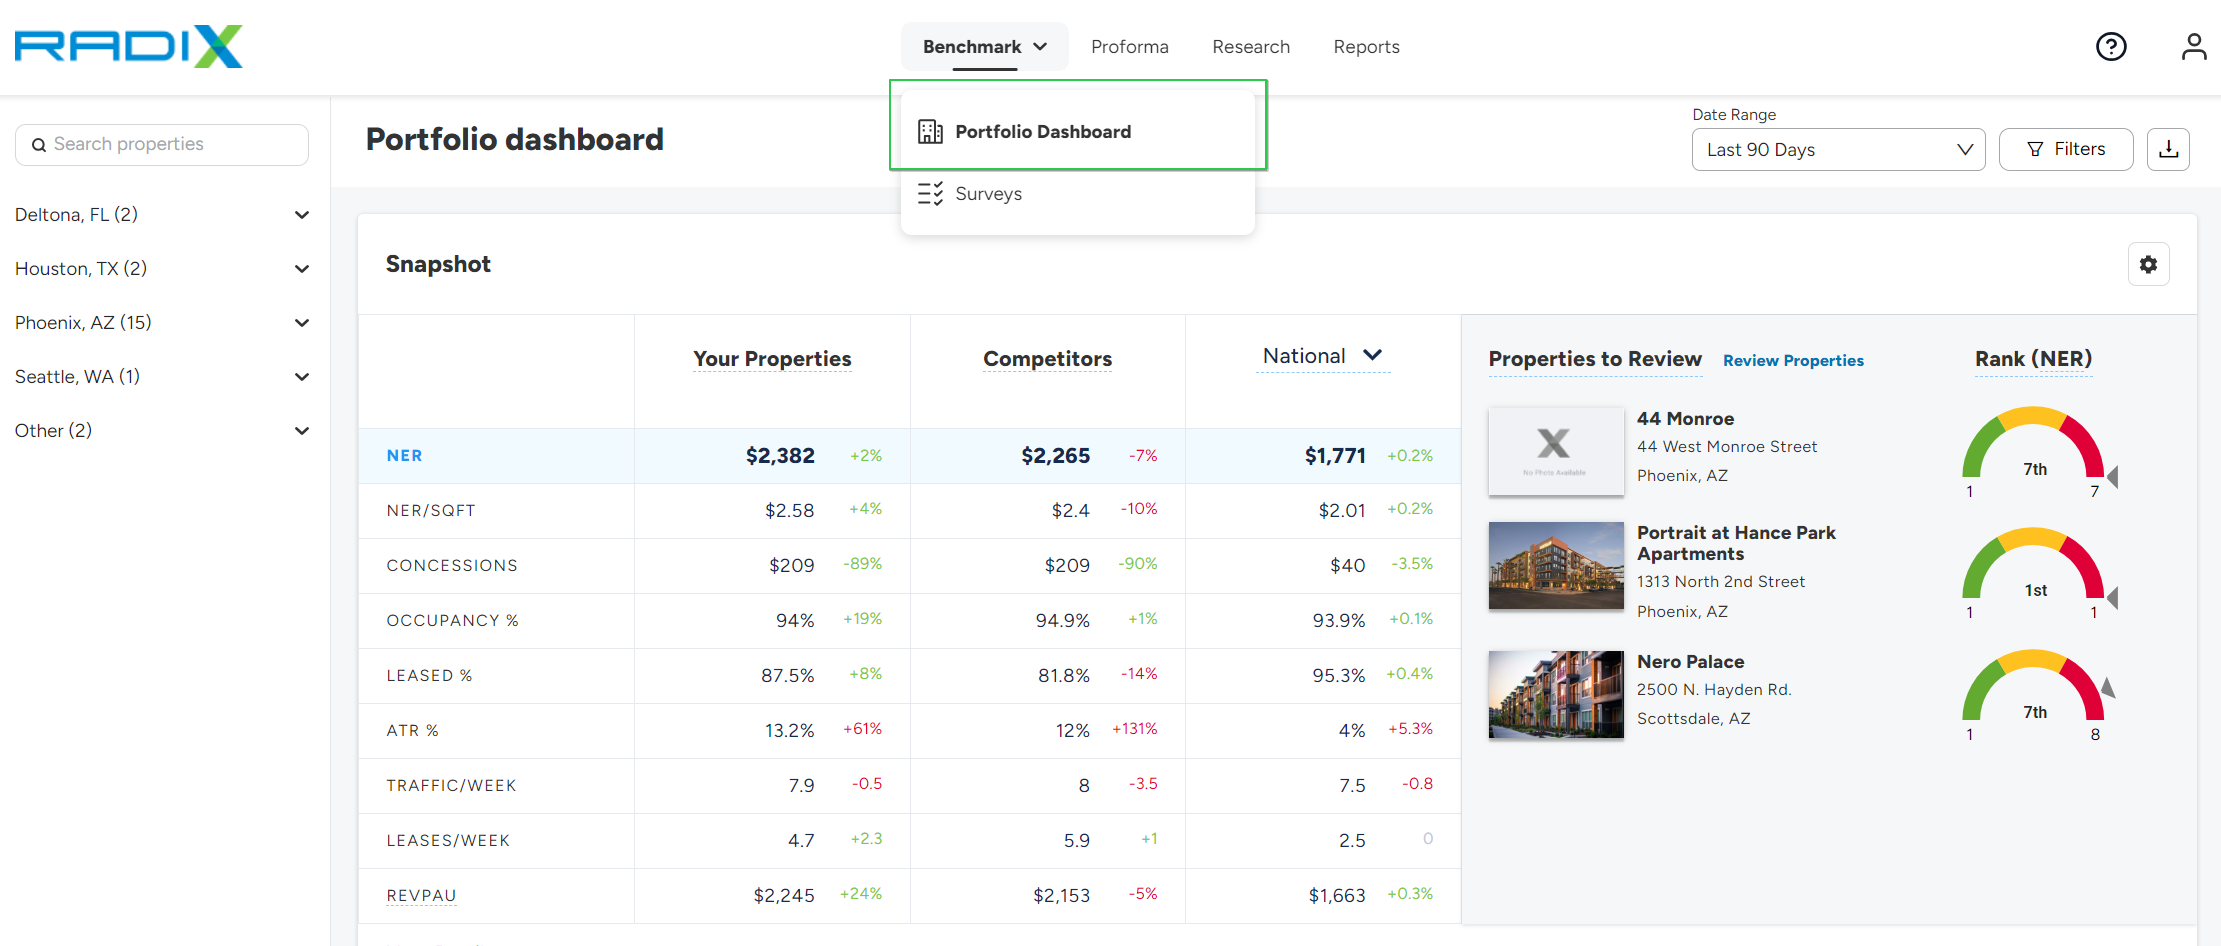 RADIX
Benchmark
Proforma
Research
Reports
Portfolio Dashboard
Surveys
Search properties
Deltona, FL (2)
Houston, TX (2)
Phoenix, AZ (15)
Seattle, WA (1)
Other (2)
Portfolio dashboard
Date Range
Last 90 Days
Filters
Snapshot
Your Properties Competitors National
NER $2,382 +2% $2,265 -7% $1,771 +0.2%
NER/SQFT $2.58 +4% $2.4 -10% $2.01 +0.2%
CONCESSIONS $209 -89% $209 -90% $40 -3.5%
OCCUPANCY % 94% +19% 94.9% +1% 93.9% +0.1%
LEASED % 87.5% +8% 81.8% -14% 95.3% +0.4%
ATR % 13.2% +61% 12% +131% 4% +5.3%
TRAFFIC/WEEK 7.9 -0.5 8 -3.5 7.5 -0.8
LEASES/WEEK 4.7 +2.3 5.9 +1 2.5 0
REVPAU $2,245 +24% $2,153 -5% $1,663 +0.3%
Properties to Review Review Properties Rank (NER)
No Photo Available
44 Monroe
44 West Monroe Street
Phoenix, AZ
7th
1 7
Portrait at Hance Park
Apartments
1313 North 2nd Street
Phoenix, AZ
1st
1 1
Nero Palace
2500 N. Hayden Rd.
Scottsdale, AZ
7th
1 8